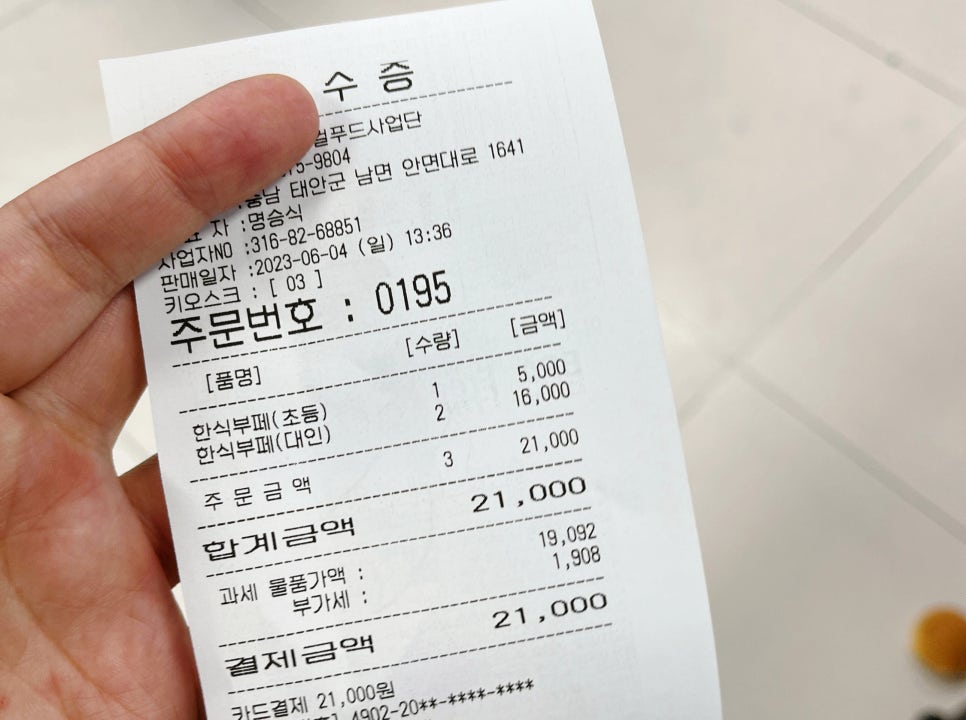 수 증
푸드사업단
5-9804
충남 태안군 남면 안면대로 1641
자 :명승식
사업자NO :316-82-68851
판매일자 :2023-06-04 (일) 13:36
키오스크 : [ 03 ]
주문번호 : 0195
[품명] [수량] [금액]
한식부페(초등) 1 5,000
한식부페(대인) 2 16,000
주 문 금 액 3 21,000
합계금액 21,000
과세 물품가액 : 19,092
부가세 : 1,908
결제금액 21,000
카드결제 21,000원
4902-20**-****-****